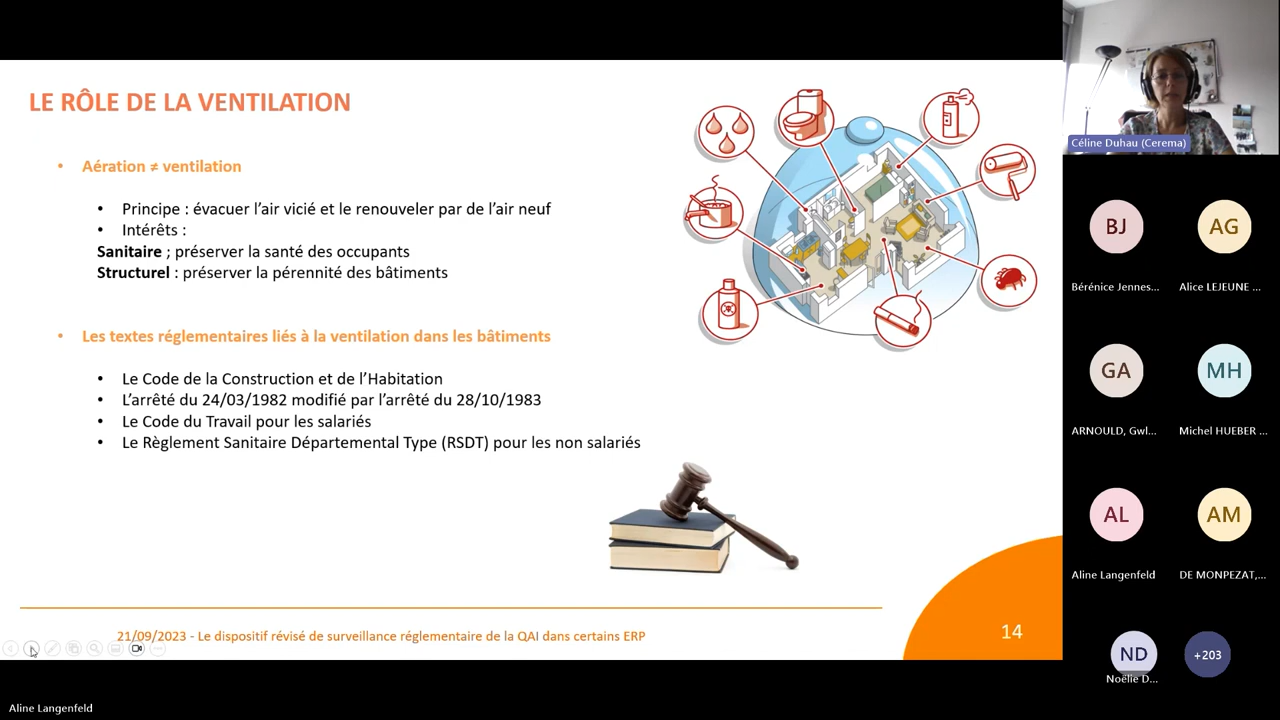 LE RÔLE DE LA VENTILATION
• Aération ≠ ventilation
• Principe : évacuer l’air vicié et le renouveler par de l’air neuf
• Intérêts :
Sanitaire ; préserver la santé des occupants
Structurel : préserver la pérennité des bâtiments
• Les textes réglementaires liés à la ventilation dans les bâtiments
• Le Code de la Construction et de l’Habitation
• L’arrêté du 24/03/1982 modifié par l’arrêté du 28/10/1983
• Le Code du Travail pour les salariés
• Le Règlement Sanitaire Départemental Type (RSDT) pour les non salariés
21/09/2023 - Le dispositif révisé de surveillance réglementaire de la QAI dans certains ERP
14
Céline Duhau (Cerema)
BJ
AG
Bérénice Jennes...
Alice LEJEUNE ...
GA
MH
ARNOULD, Gwl...
Michel HUEBER ...
AL
AM
Aline Langenfeld
DE MONPEZAT,...
ND
+203
Noëlie D...
Aline Langenfeld